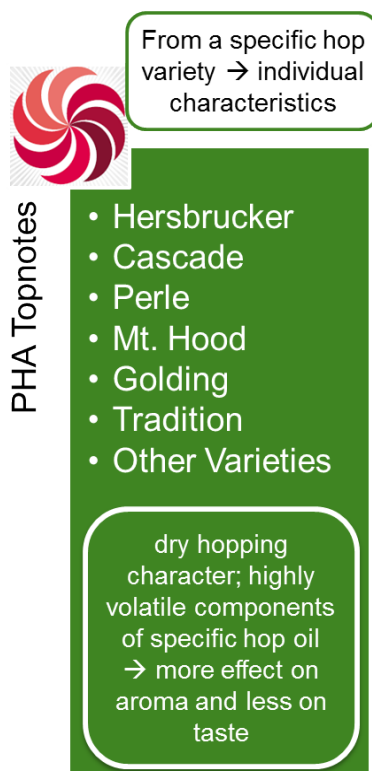 From a specific hop
variety → individual
characteristics
PHA Topnotes
• Hersbrucker
• Cascade
• Perle
• Mt. Hood
• Golding
• Tradition
• Other Varieties
dry hopping
character; highly
volatile components
of specific hop oil
→ more effect on
aroma and less on
taste